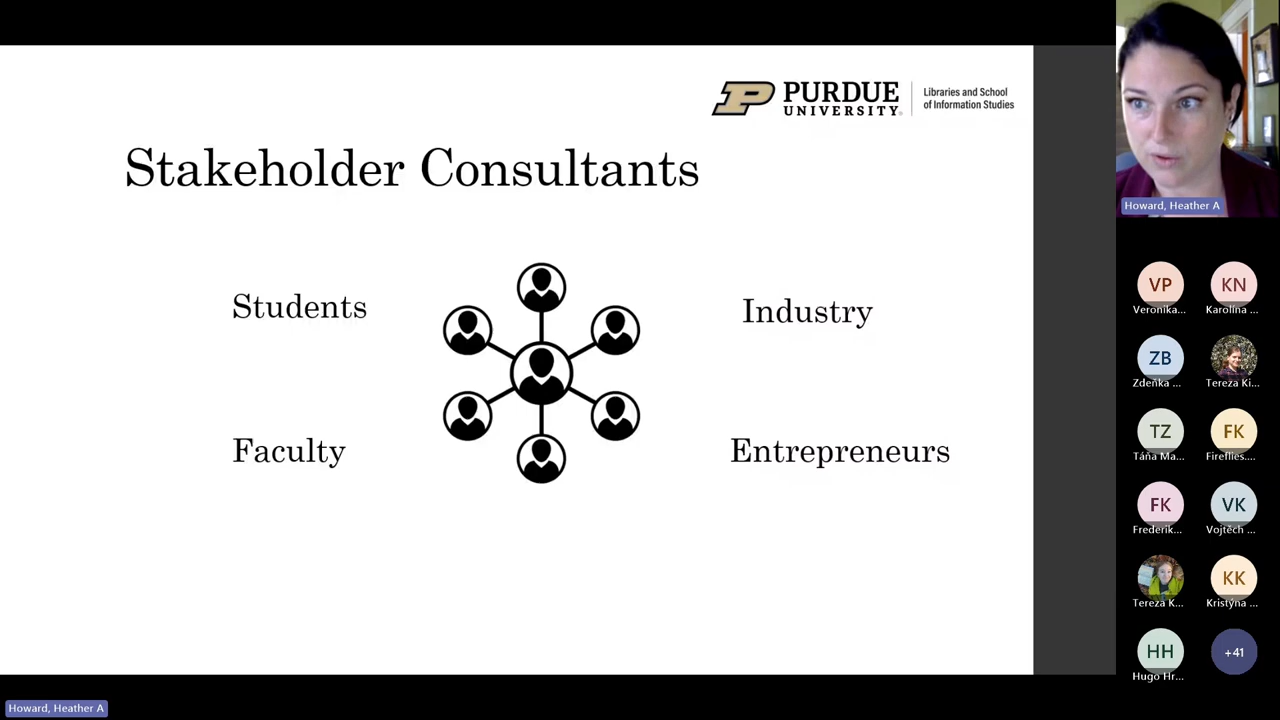 PURDUE
UNIVERSITY®
Libraries and School
of Information Studies
Stakeholder Consultants
Students
Industry
Faculty
Entrepreneurs
Howard, Heather A
VP
KN
Veronika...
Karolína ...
ZB
Zdeňka ...
Tereza Ki...
TZ
FK
Táňa Ma...
Fireflies....
FK
VK
Frederik...
Vojtěch ...
KK
Tereza K...
Kristýna ...
HH
+41
Hugo Hr...
Howard, Heather A